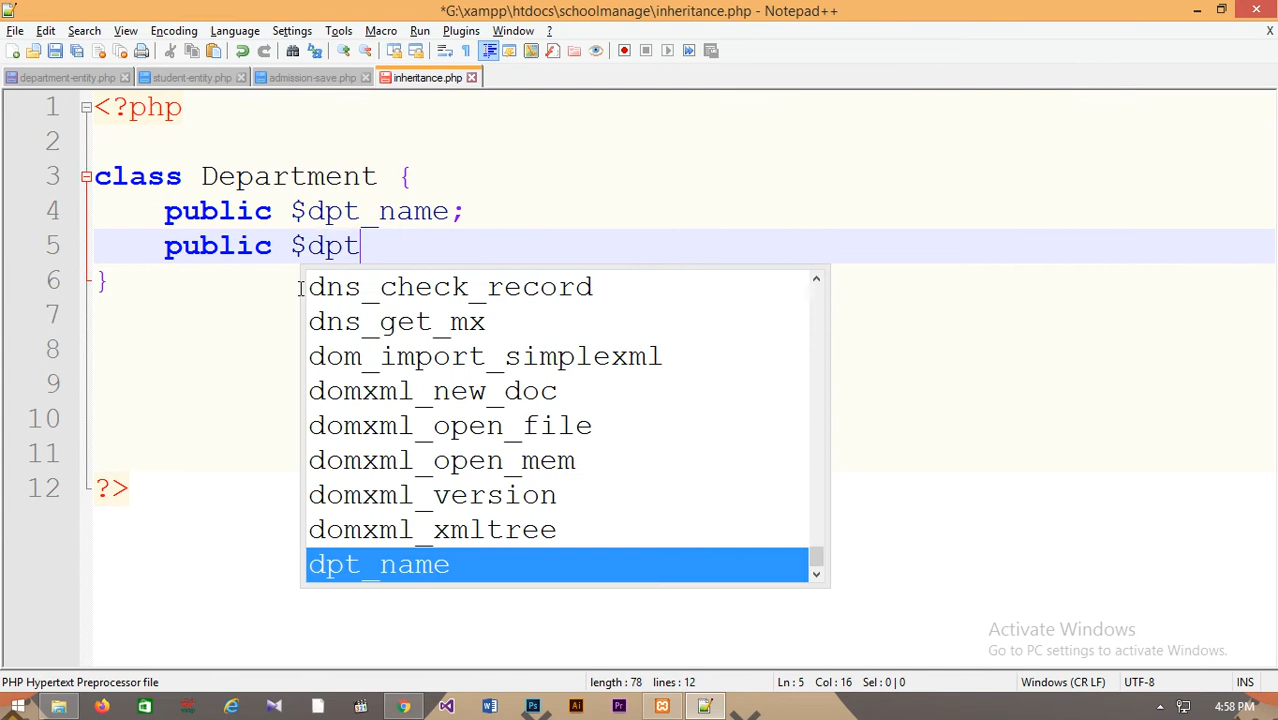 *G:\xampp\htdocs\schoolmanage\inheritance.php - Notepad++
File Edit Search View Encoding Language Settings Tools Macro Run Plugins Window ? X
department-entity.php student-entity.php admission-save.php inheritance.php
1 <?php
2
3 class Department {
4 public $dpt_name;
5 public $dpt
6 }
dns_check_record
7 dns_get_mx
8 dom_import_simplexml
9 domxml_new_doc
10 domxml_open_file
11 domxml_open_mem
12 ?> domxml_version
domxml_xmltree
dpt_name
Activate Windows
Go to PC settings to activate Windows.
PHP Hypertext Preprocessor file length : 78 lines : 12 Ln : 5 Col : 16 Sel : 0 | 0 Windows (CR LF) UTF-8 INS
4:58 PM